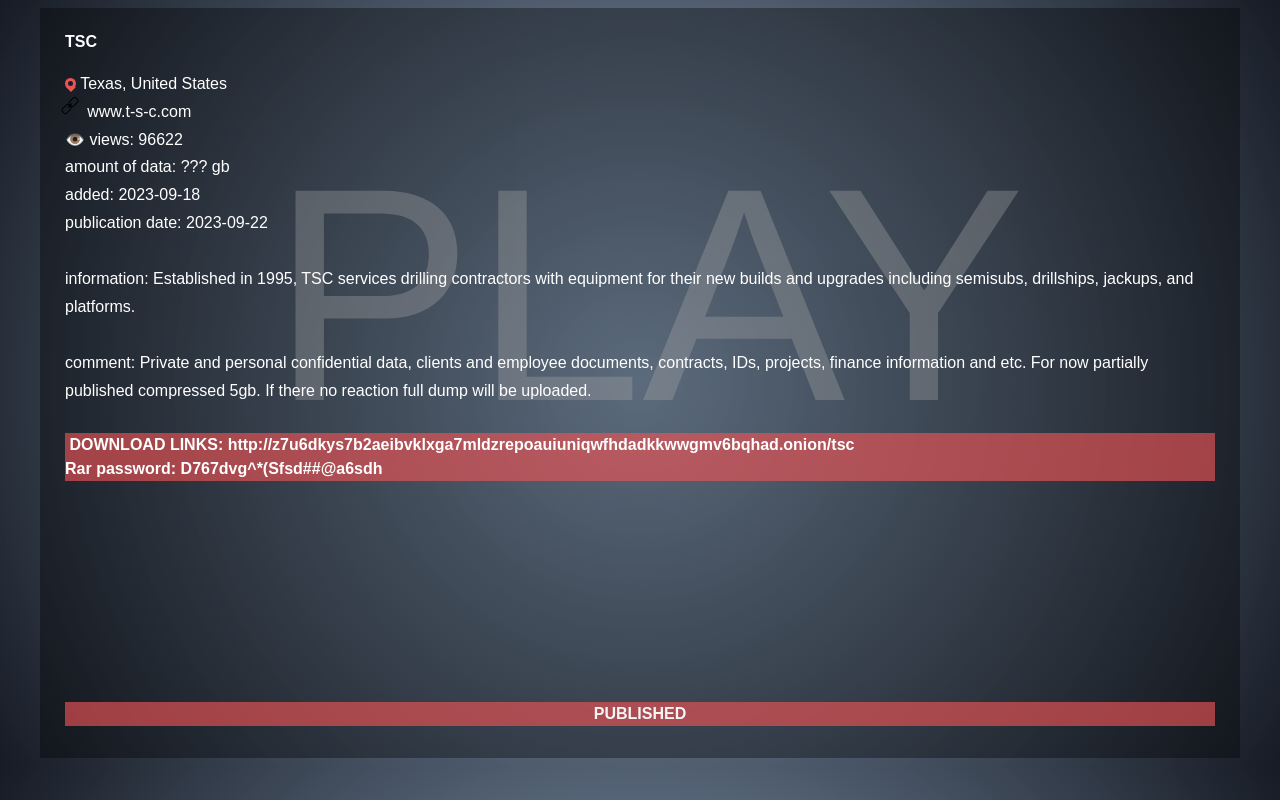 TSC
Texas, United States
www.t-s-c.com
views: 96622
amount of data: ??? gb
added: 2023-09-18
publication date: 2023-09-22
PLAY
information: Established in 1995, TSC services drilling contractors with equipment for their new builds and upgrades including semisubs, drillships, jackups, and
platforms.
comment: Private and personal confidential data, clients and employee documents, contracts, IDs, projects, finance information and etc. For now partially
published compressed 5gb. If there no reaction full dump will be uploaded.
DOWNLOAD LINKS: http://z7u6dkys7b2aeibvklxga7mldzrepoauiuniqwfhdadkkwwgmv6bqhad.onion/tsc
Rar password: D767dvg^*(Sfsd##@a6sdh
PUBLISHED